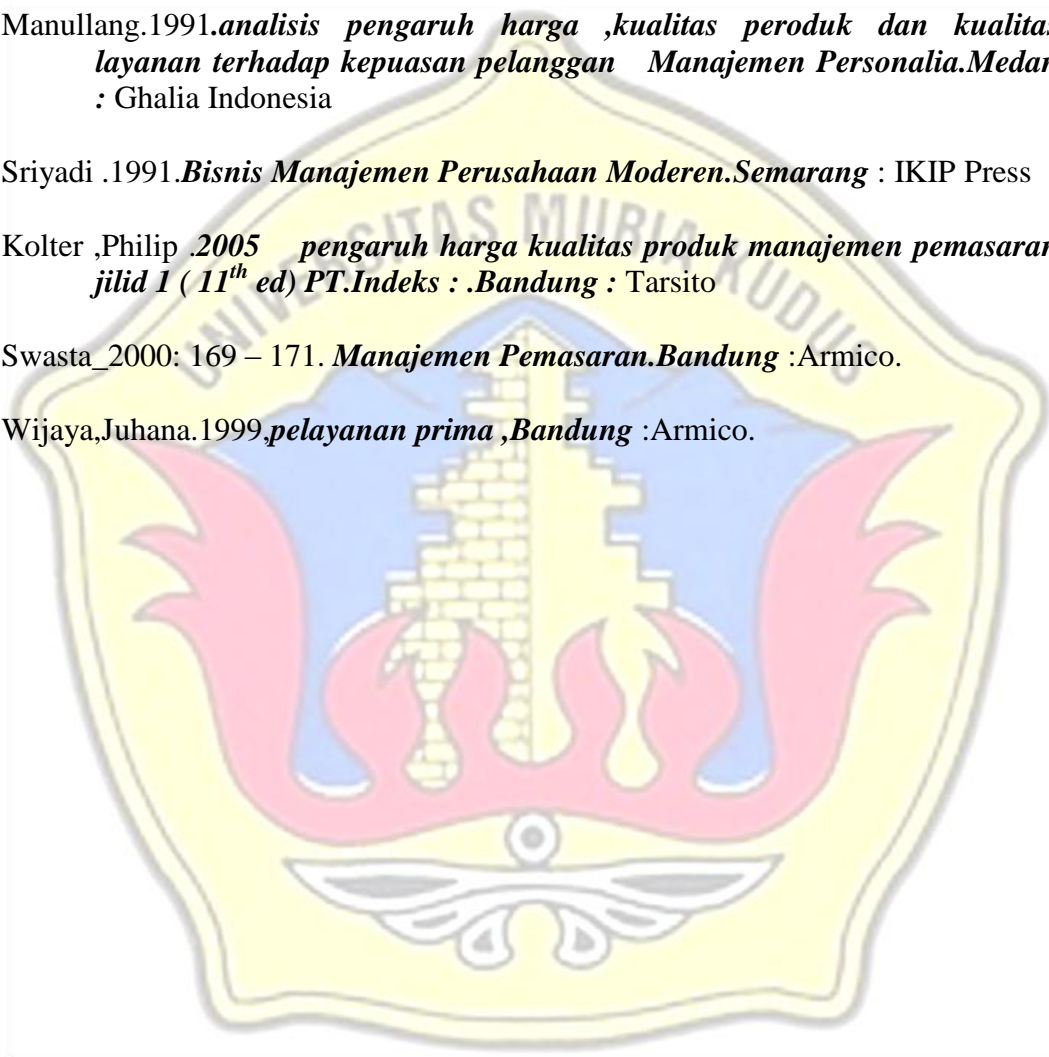 Manullang.1991.analisis pengaruh harga ,kualitas peroduk dan kualitas
layanan terhadap kepuasan pelanggan Manajemen Personalia.Medan
: Ghalia Indonesia
Sriyadi .1991.Bisnis Manajemen Perusahaan Moderen.Semarang : IKIP Press
Kolter ,Philip .2005 pengaruh harga kualitas produk manajemen pemasaran
jilid 1 ( 11th ed) PT.Indeks : .Bandung : Tarsito
Swasta_2000: 169 – 171. Manajemen Pemasaran.Bandung :Armico.
Wijaya,Juhana.1999,pelayanan prima ,Bandung :Armico.
UNIVERSITAS MURIA KUDUS